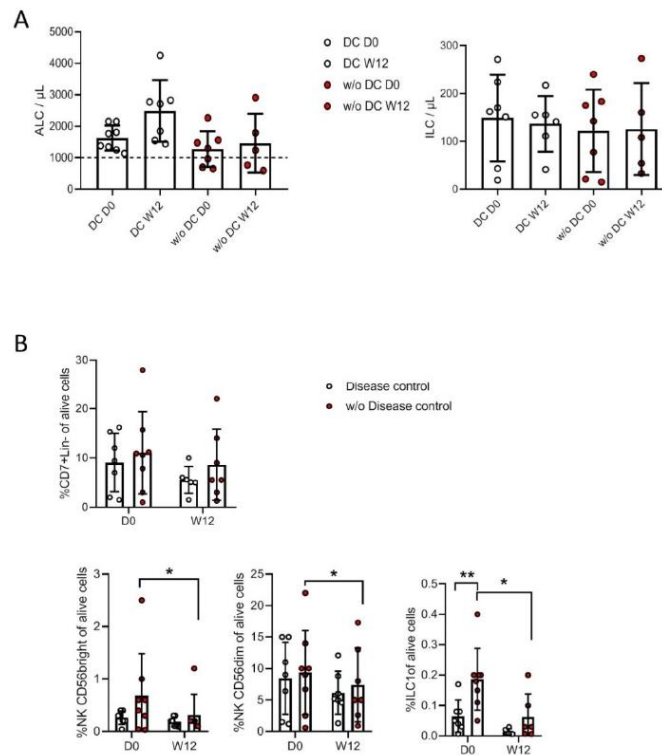 A
ALC / μL
5000
4000
3000
2000
1000
0
DC D0
DC W12
w/o DC D0
w/o DC W12
DC D0
DC W12
w/o DC D0
w/o DC W12
ILC / μL
300
200
100
0
DC D0
DC W12
w/o DC D0
w/o DC W12
B
%CD7+Lin- of alive cells
30
20
10
0
D0
W12
Disease control
w/o Disease control
%NK CD56bright of alive cells
3
2
1
0
*
D0
W12
%NK CD56dim of alive cells
25
20
15
10
5
0
*
D0
W12
%ILC1of alive cells
0.5
0.4
0.3
0.2
0.1
0.0
**
*
D0
W12